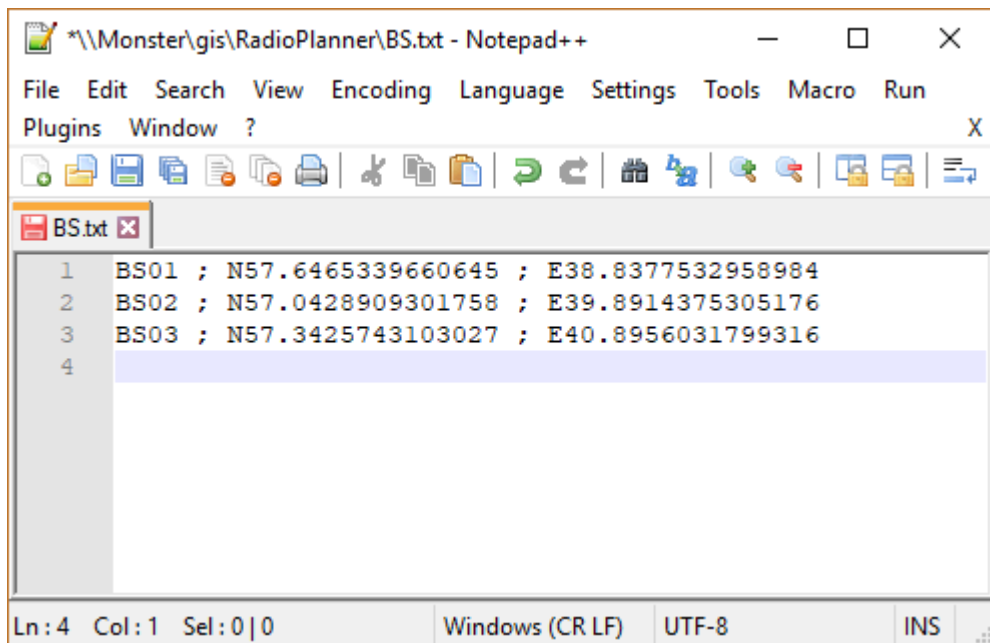 *\\Monster\gis\RadioPlanner\BS.txt - Notepad++
File Edit Search View Encoding Language Settings Tools Macro Run
Plugins Window ? X
BS.txt
1 BS01 ; N57.6465339660645 ; E38.8377532958984
2 BS02 ; N57.0428909301758 ; E39.8914375305176
3 BS03 ; N57.3425743103027 ; E40.8956031799316
4
Ln : 4 Col : 1 Sel : 0 | 0 Windows (CR LF) UTF-8 INS